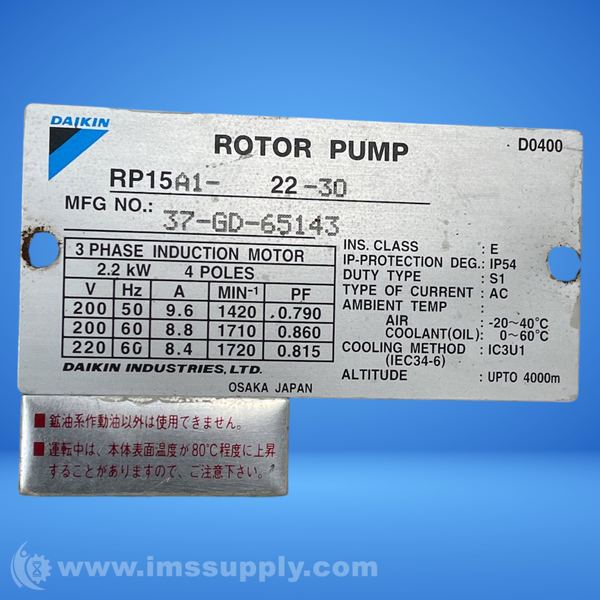 DAIKIN
ROTOR PUMP
D0400
RP15A1- 22-30
MFG NO.: 37-GD-65143
3 PHASE INDUCTION MOTOR
2.2 kW 4 POLES
V Hz A MIN⁻¹ PF
200 50 9.6 1420 0.790
200 60 8.8 1710 0.860
220 60 8.4 1720 0.815
DAIKIN INDUSTRIES, LTD.
OSAKA JAPAN
INS. CLASS : E
IP-PROTECTION DEG.: IP54
DUTY TYPE : S1
TYPE OF CURRENT : AC
AMBIENT TEMP :
AIR -20~40℃
COOLANT(OIL): 0~60℃
COOLING METHOD : IC3U1
(IEC34-6)
ALTITUDE : UPTO 4000m
■鉱油系作動油以外は使用できません。
■運転中は、本体表面温度が80℃程度に上昇
することがありますので、ご注意下さい。
© www.imssupply.com/